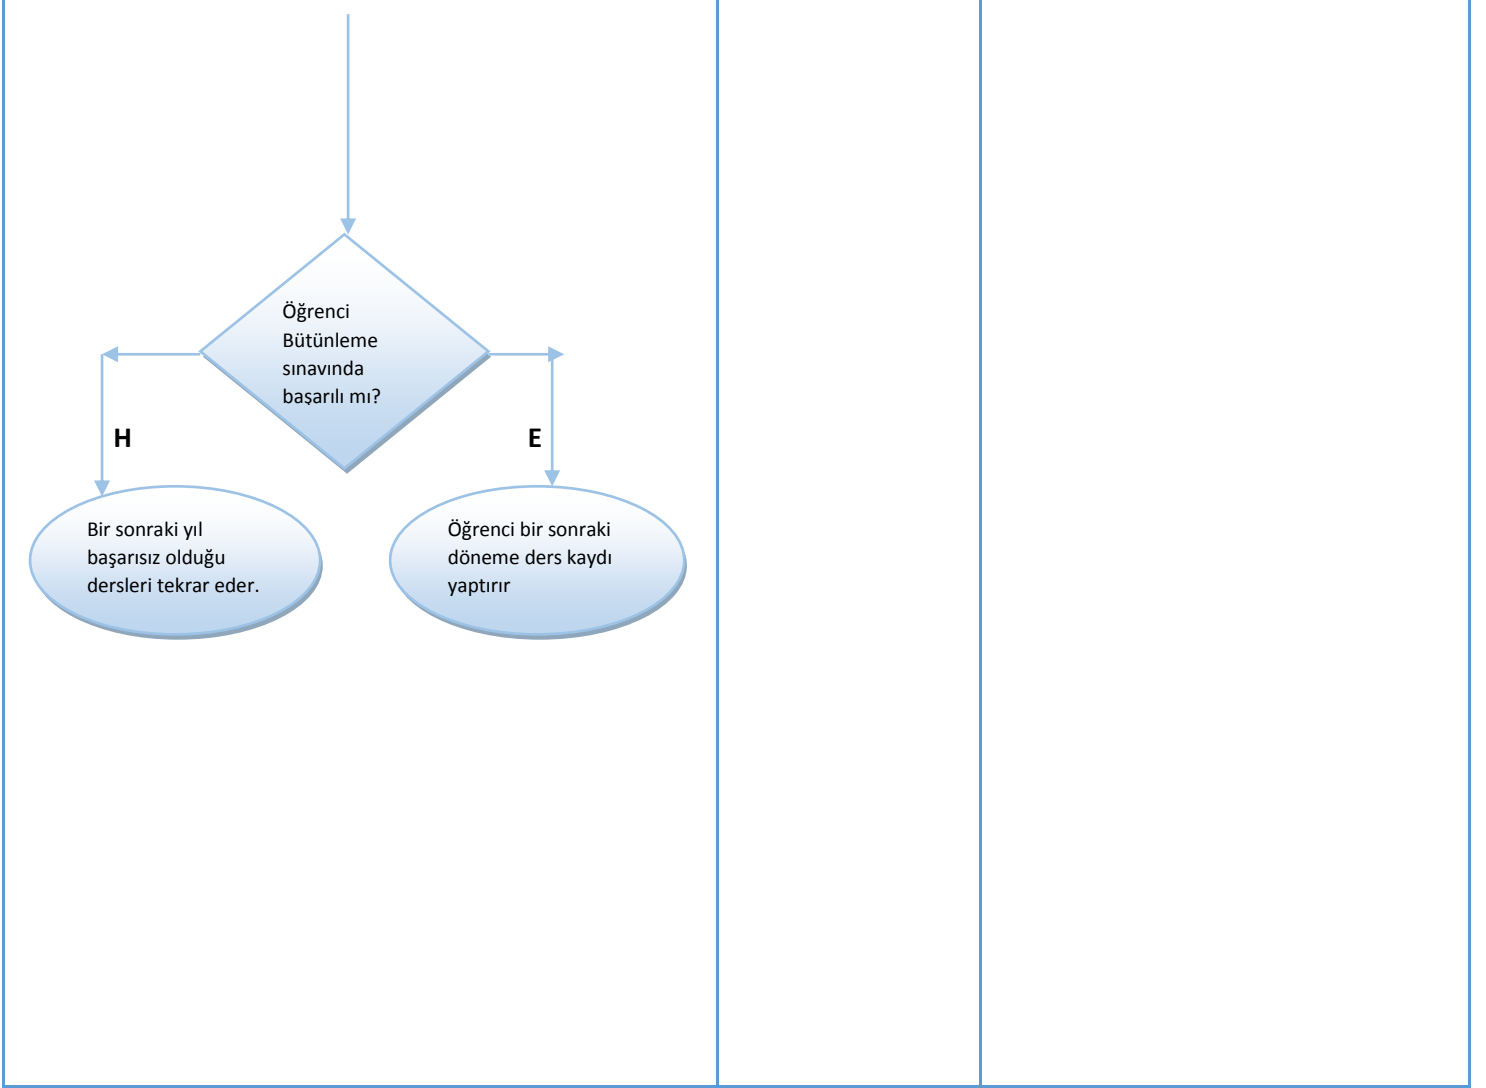 Öğrenci
Bütünleme
sınavında
başarılı mı?
H
E
Bir sonraki yıl
başarısız olduğu
dersleri tekrar eder.
Öğrenci bir sonraki
döneme ders kaydı
yaptırır